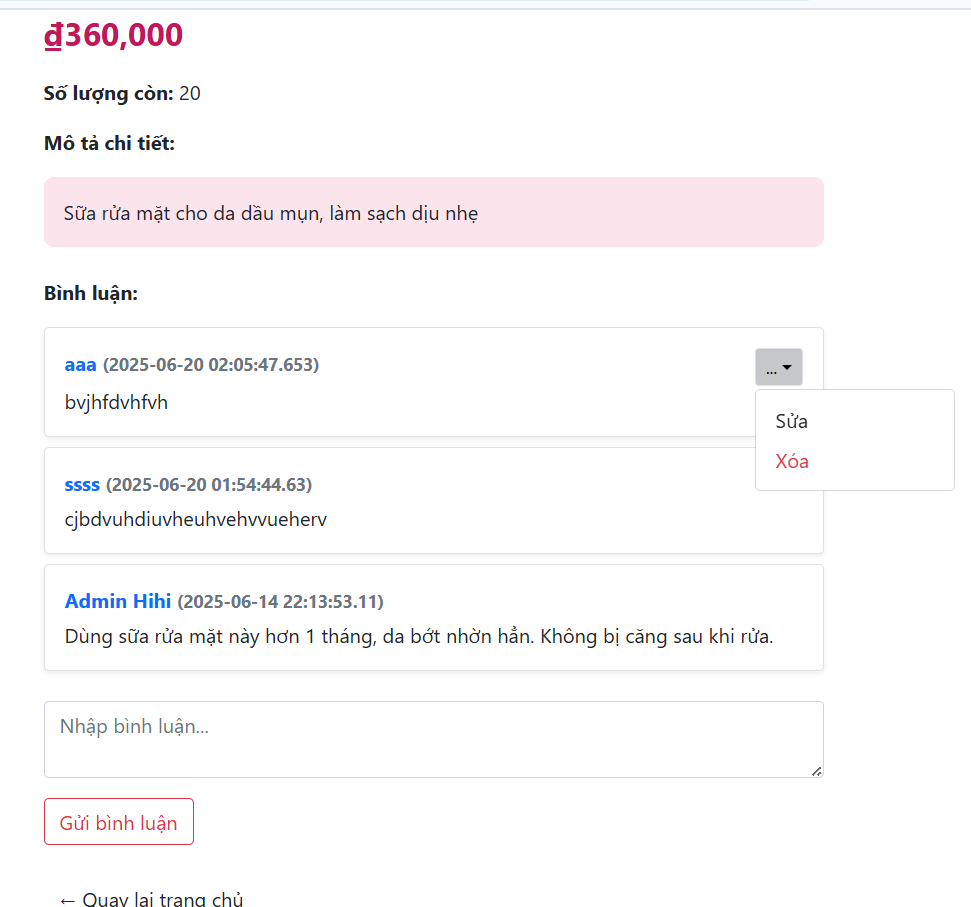 ₫360,000
Số lượng còn: 20
Mô tả chi tiết:
Sữa rửa mặt cho da dầu mụn, làm sạch dịu nhẹ
Bình luận:
aaa (2025-06-20 02:05:47.653)
...
bvjhfdvhfvh
Sửa
Xóa
ssss (2025-06-20 01:54:44.63)
cjbdvuhdiuvheuhvehvvueherv
Admin Hihi (2025-06-14 22:13:53.11)
Dùng sữa rửa mặt này hơn 1 tháng, da bớt nhờn hẳn. Không bị căng sau khi rửa.
Nhập bình luận...
Gửi bình luận
← Quay lại trang chủ